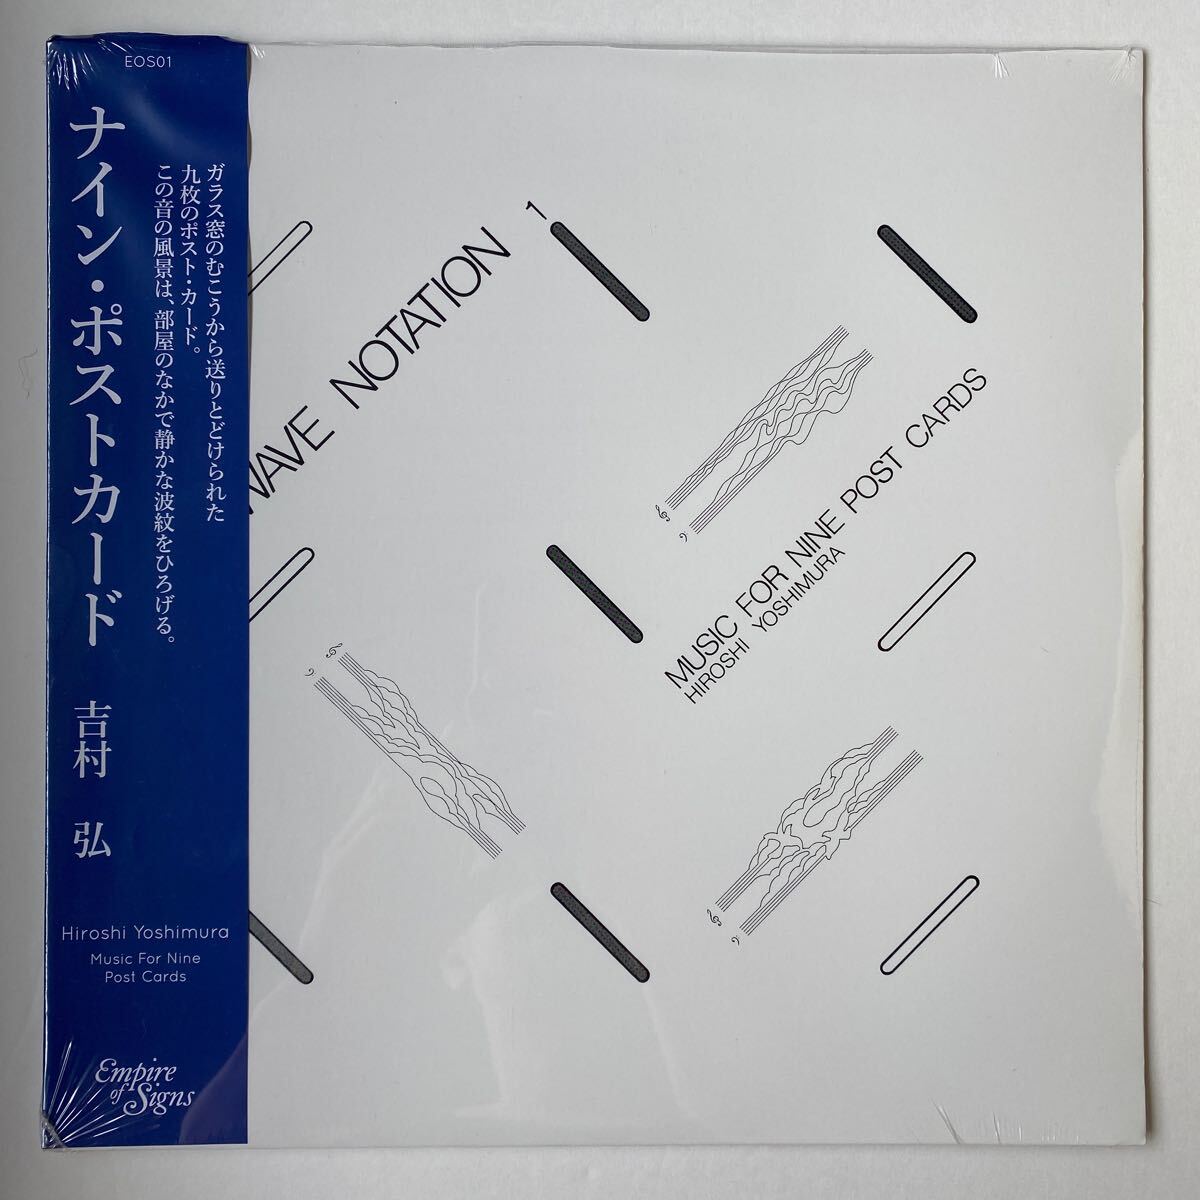 EOS01
ナイン・ポストカード
吉村 弘
ガラス窓のむこうから送りとどけられた
九枚のポスト・カード。
この音の風景は、部屋のなかで静かな波紋をひろげる。
Hiroshi Yoshimura
Music For Nine
Post Cards
Empire
of Signs
WAVE NOTATION 1
MUSIC FOR NINE POST CARDS
HIROSHI YOSHIMURA